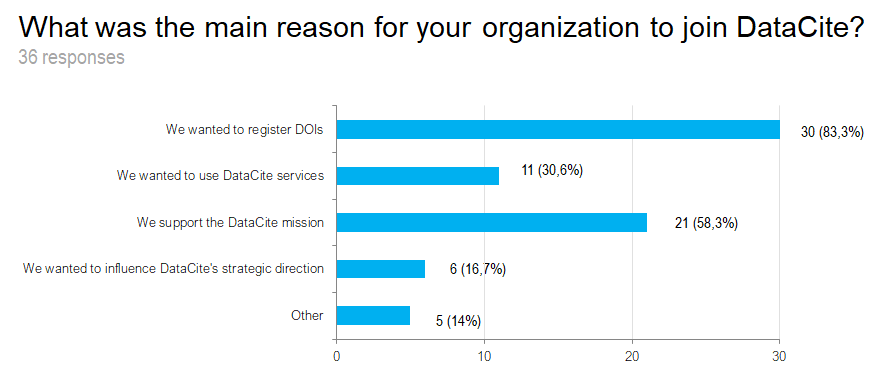 What was the main reason for your organization to join DataCite?
36 responses
We wanted to register DOIs
30 (83,3%)
We wanted to use DataCite services
11 (30,6%)
We support the DataCite mission
21 (58,3%)
We wanted to influence DataCite's strategic direction
6 (16,7%)
Other
5 (14%)
0 10 20 30